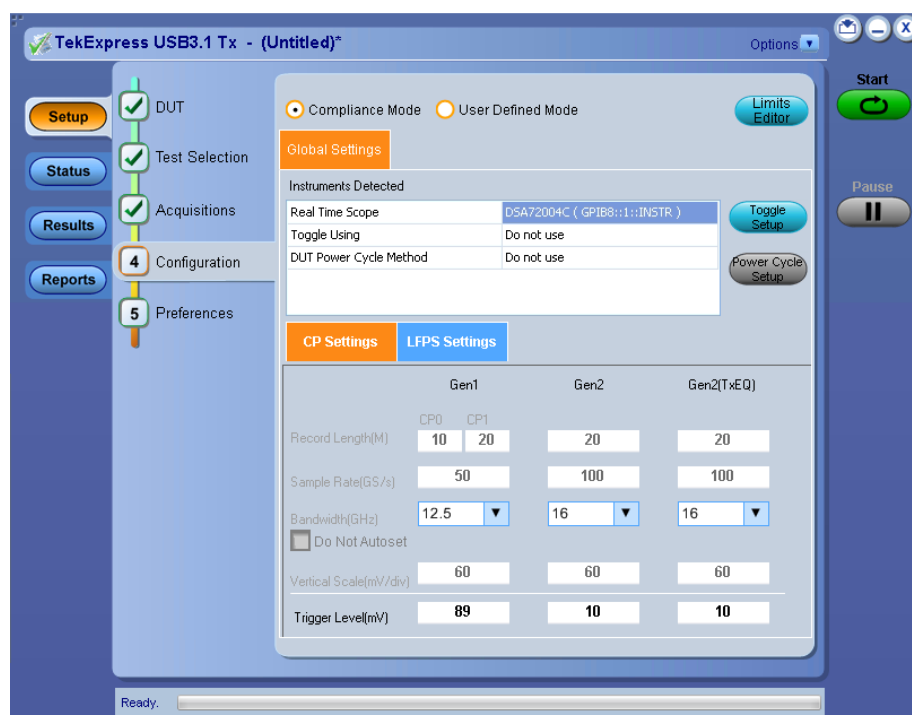 TekExpress USB3.1 Tx - (Untitled)*
Options
Start
Pause
Setup
Status
Results
Reports
DUT
Test Selection
Acquisitions
4 Configuration
5 Preferences
Compliance Mode User Defined Mode
Limits Editor
Global Settings
Instruments Detected
Real Time Scope DSA72004C ( GPIB8::1::INSTR )
Toggle Using Do not use
DUT Power Cycle Method Do not use
Toggle Setup
Power Cycle Setup
CP Settings LFPS Settings
Gen1 Gen2 Gen2(TxEQ)
CP0 CP1
Record Length(M) 10 20 20 20
Sample Rate(GS/s) 50 100 100
Bandwidth(GHz) 12.5 16 16
Do Not Autoset
Vertical Scale(mV/div) 60 60 60
Trigger Level(mV) 89 10 10
Ready.